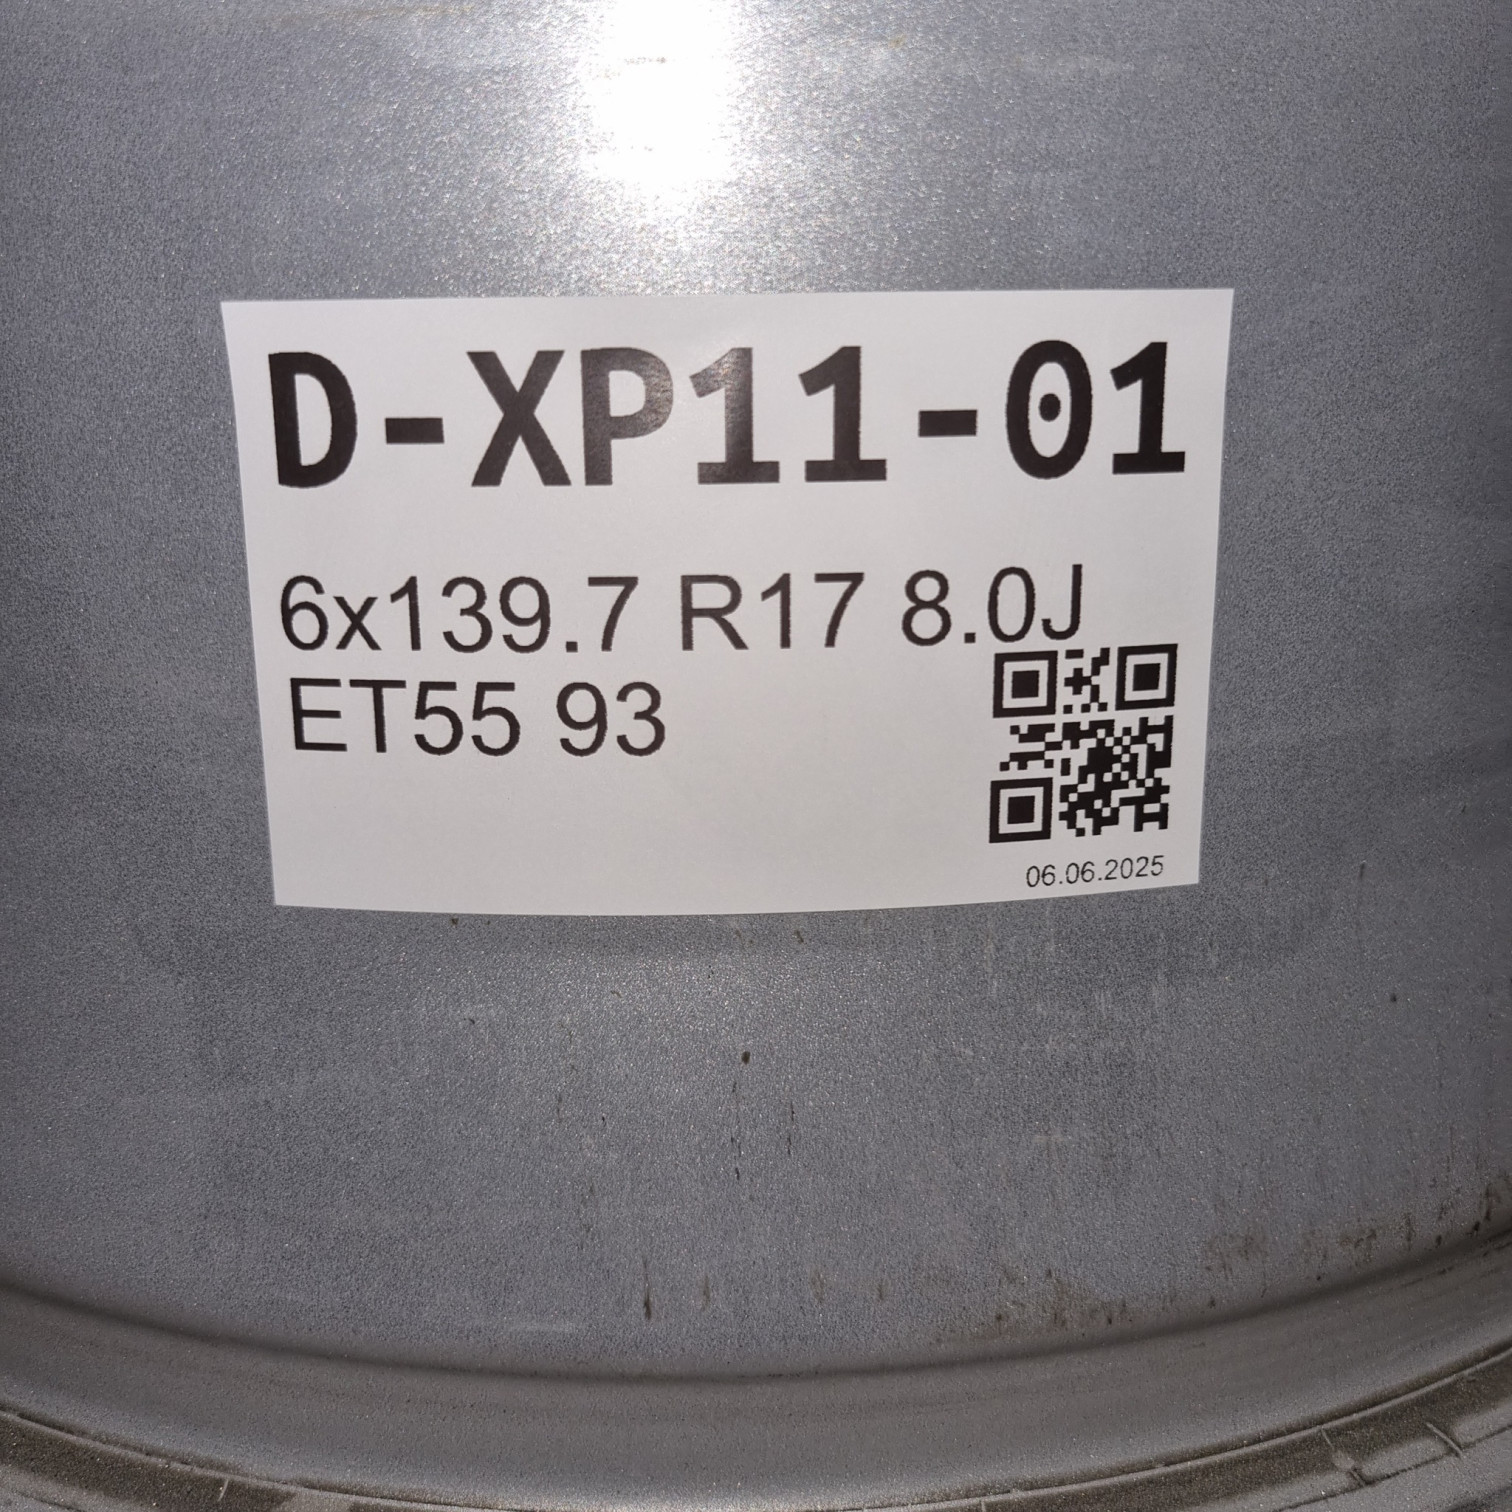 D-XP11-01
6x139.7 R17 8.0J
ET55 93
06.06.2025